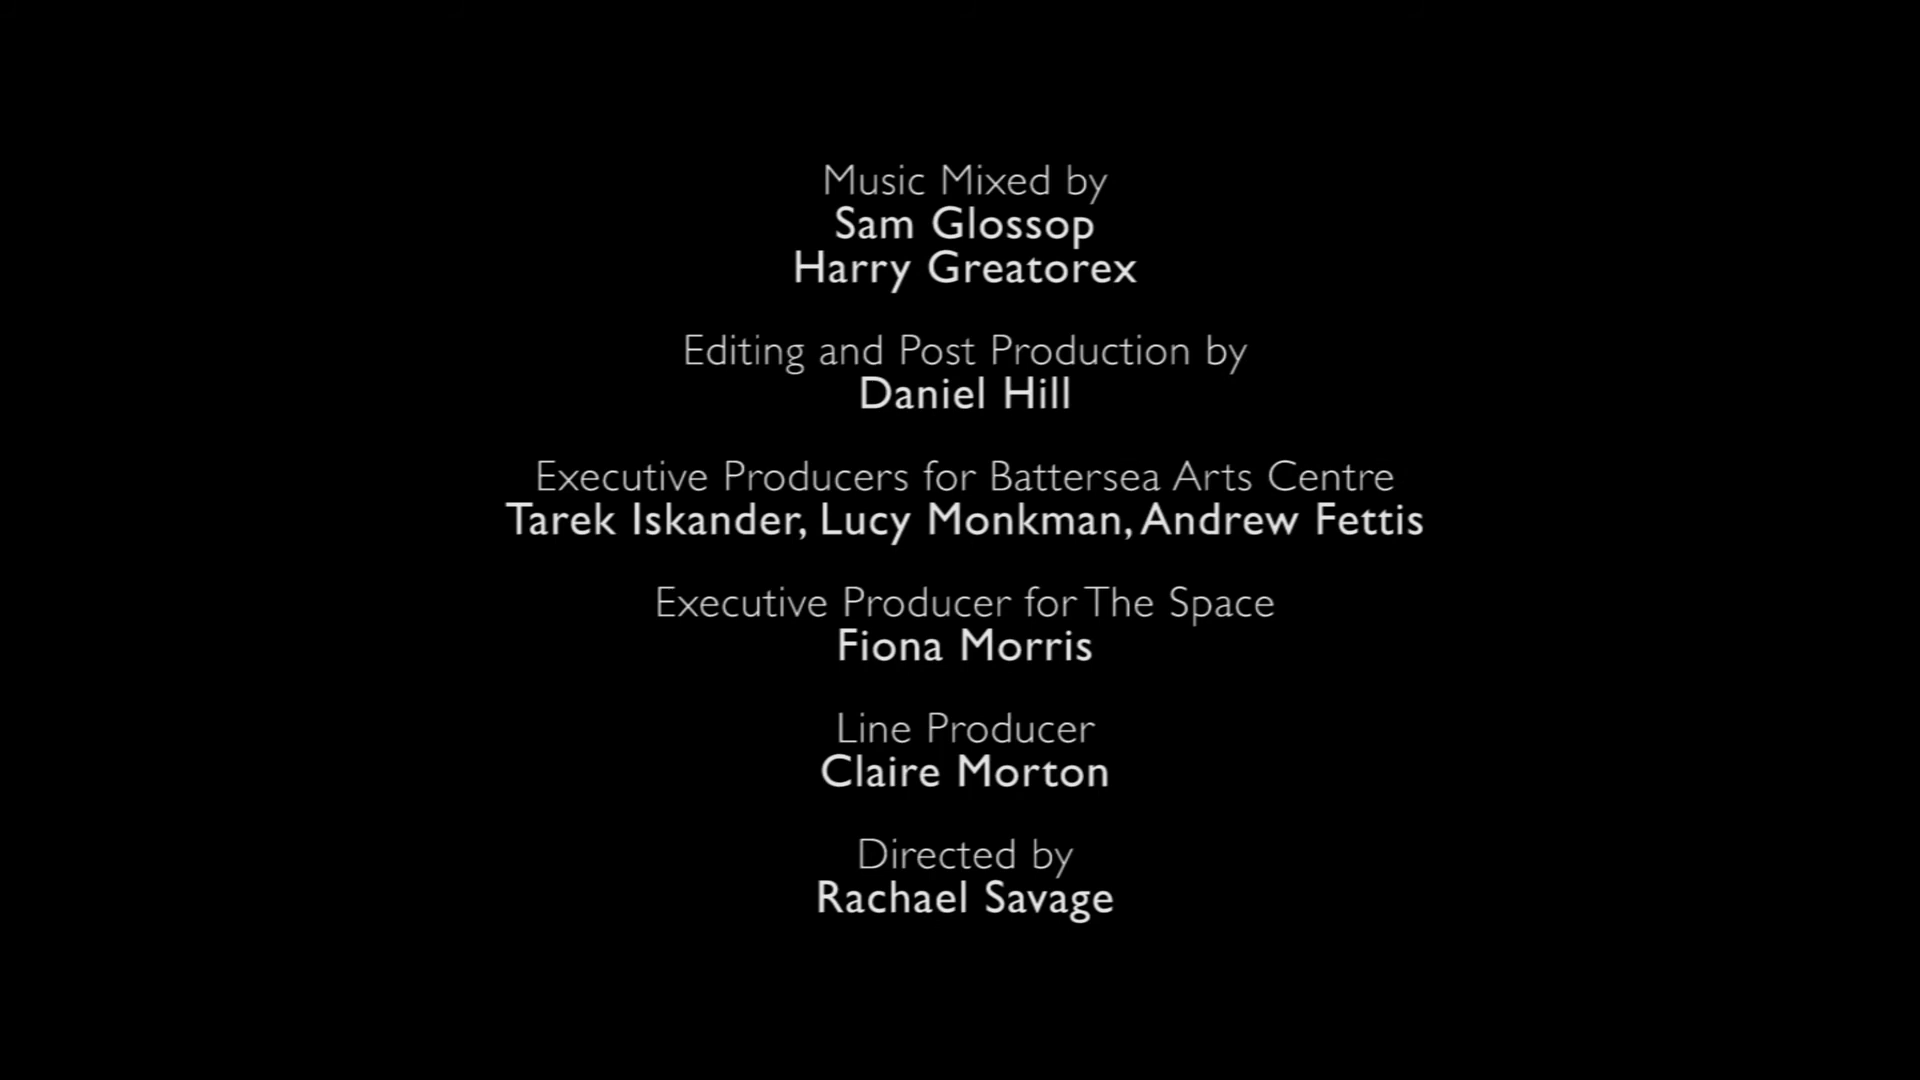 Music Mixed by
Sam Glossop
Harry Greatorex
Editing and Post Production by
Daniel Hill
Executive Producers for Battersea Arts Centre
Tarek Iskander, Lucy Monkman, Andrew Fettis
Executive Producer for The Space
Fiona Morris
Line Producer
Claire Morton
Directed by
Rachael Savage